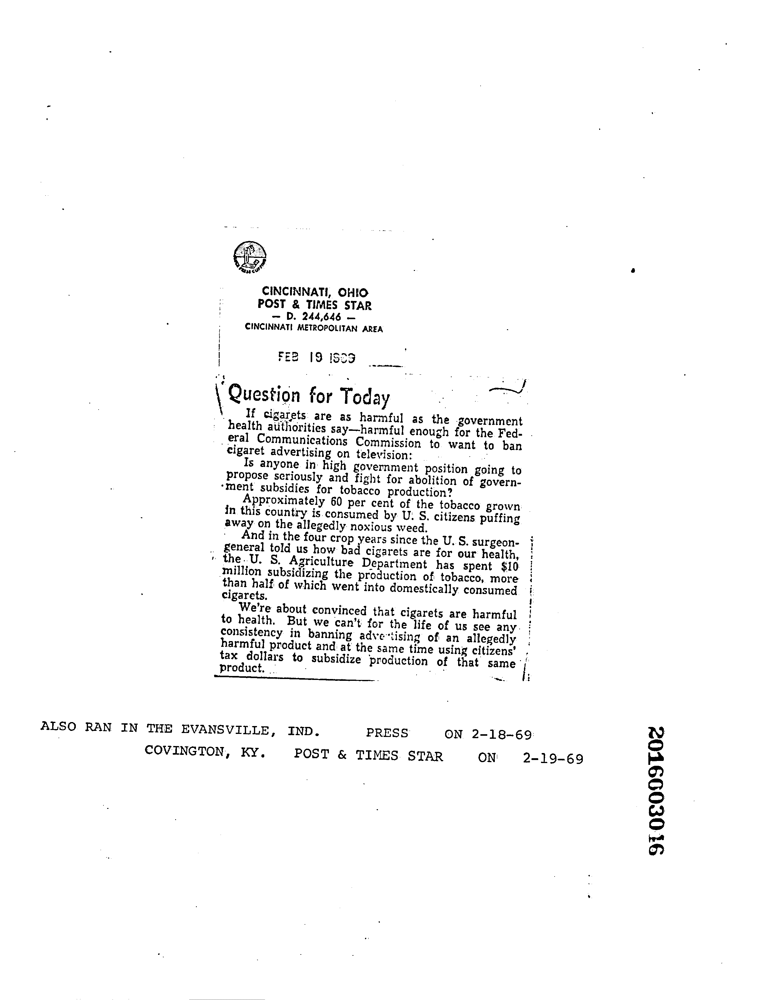 CINCINNATI, OHIO
POST & TIMES STAR
— D. 244,646 —
CINCINNATI METROPOLITAN AREA
FEB 19 1969
Question for Today
If cigarets are as harmful as the government
health authorities say—harmful enough for the Fed-
eral Communications Commission to want to ban
cigaret advertising on television:
Is anyone in high government position going to
propose seriously and fight for abolition of govern-
ment subsidies for tobacco production?
Approximately 60 per cent of the tobacco grown
in this country is consumed by U. S. citizens puffing
away on the allegedly noxious weed.
And in the four crop years since the U. S. surgeon-
general told us how bad cigarets are for our health,
the U. S. Agriculture Department has spent $10
million subsidizing the production of tobacco, more
than half of which went into domestically consumed
cigarets.
We're about convinced that cigarets are harmful
to health. But we can't for the life of us see any
consistency in banning advertising of an allegedly
harmful product and at the same time using citizens'
tax dollars to subsidize production of that same
product.
ALSO RAN IN THE EVANSVILLE, IND. PRESS ON 2-18-69
COVINGTON, KY. POST & TIMES STAR ON 2-19-69
2016003016